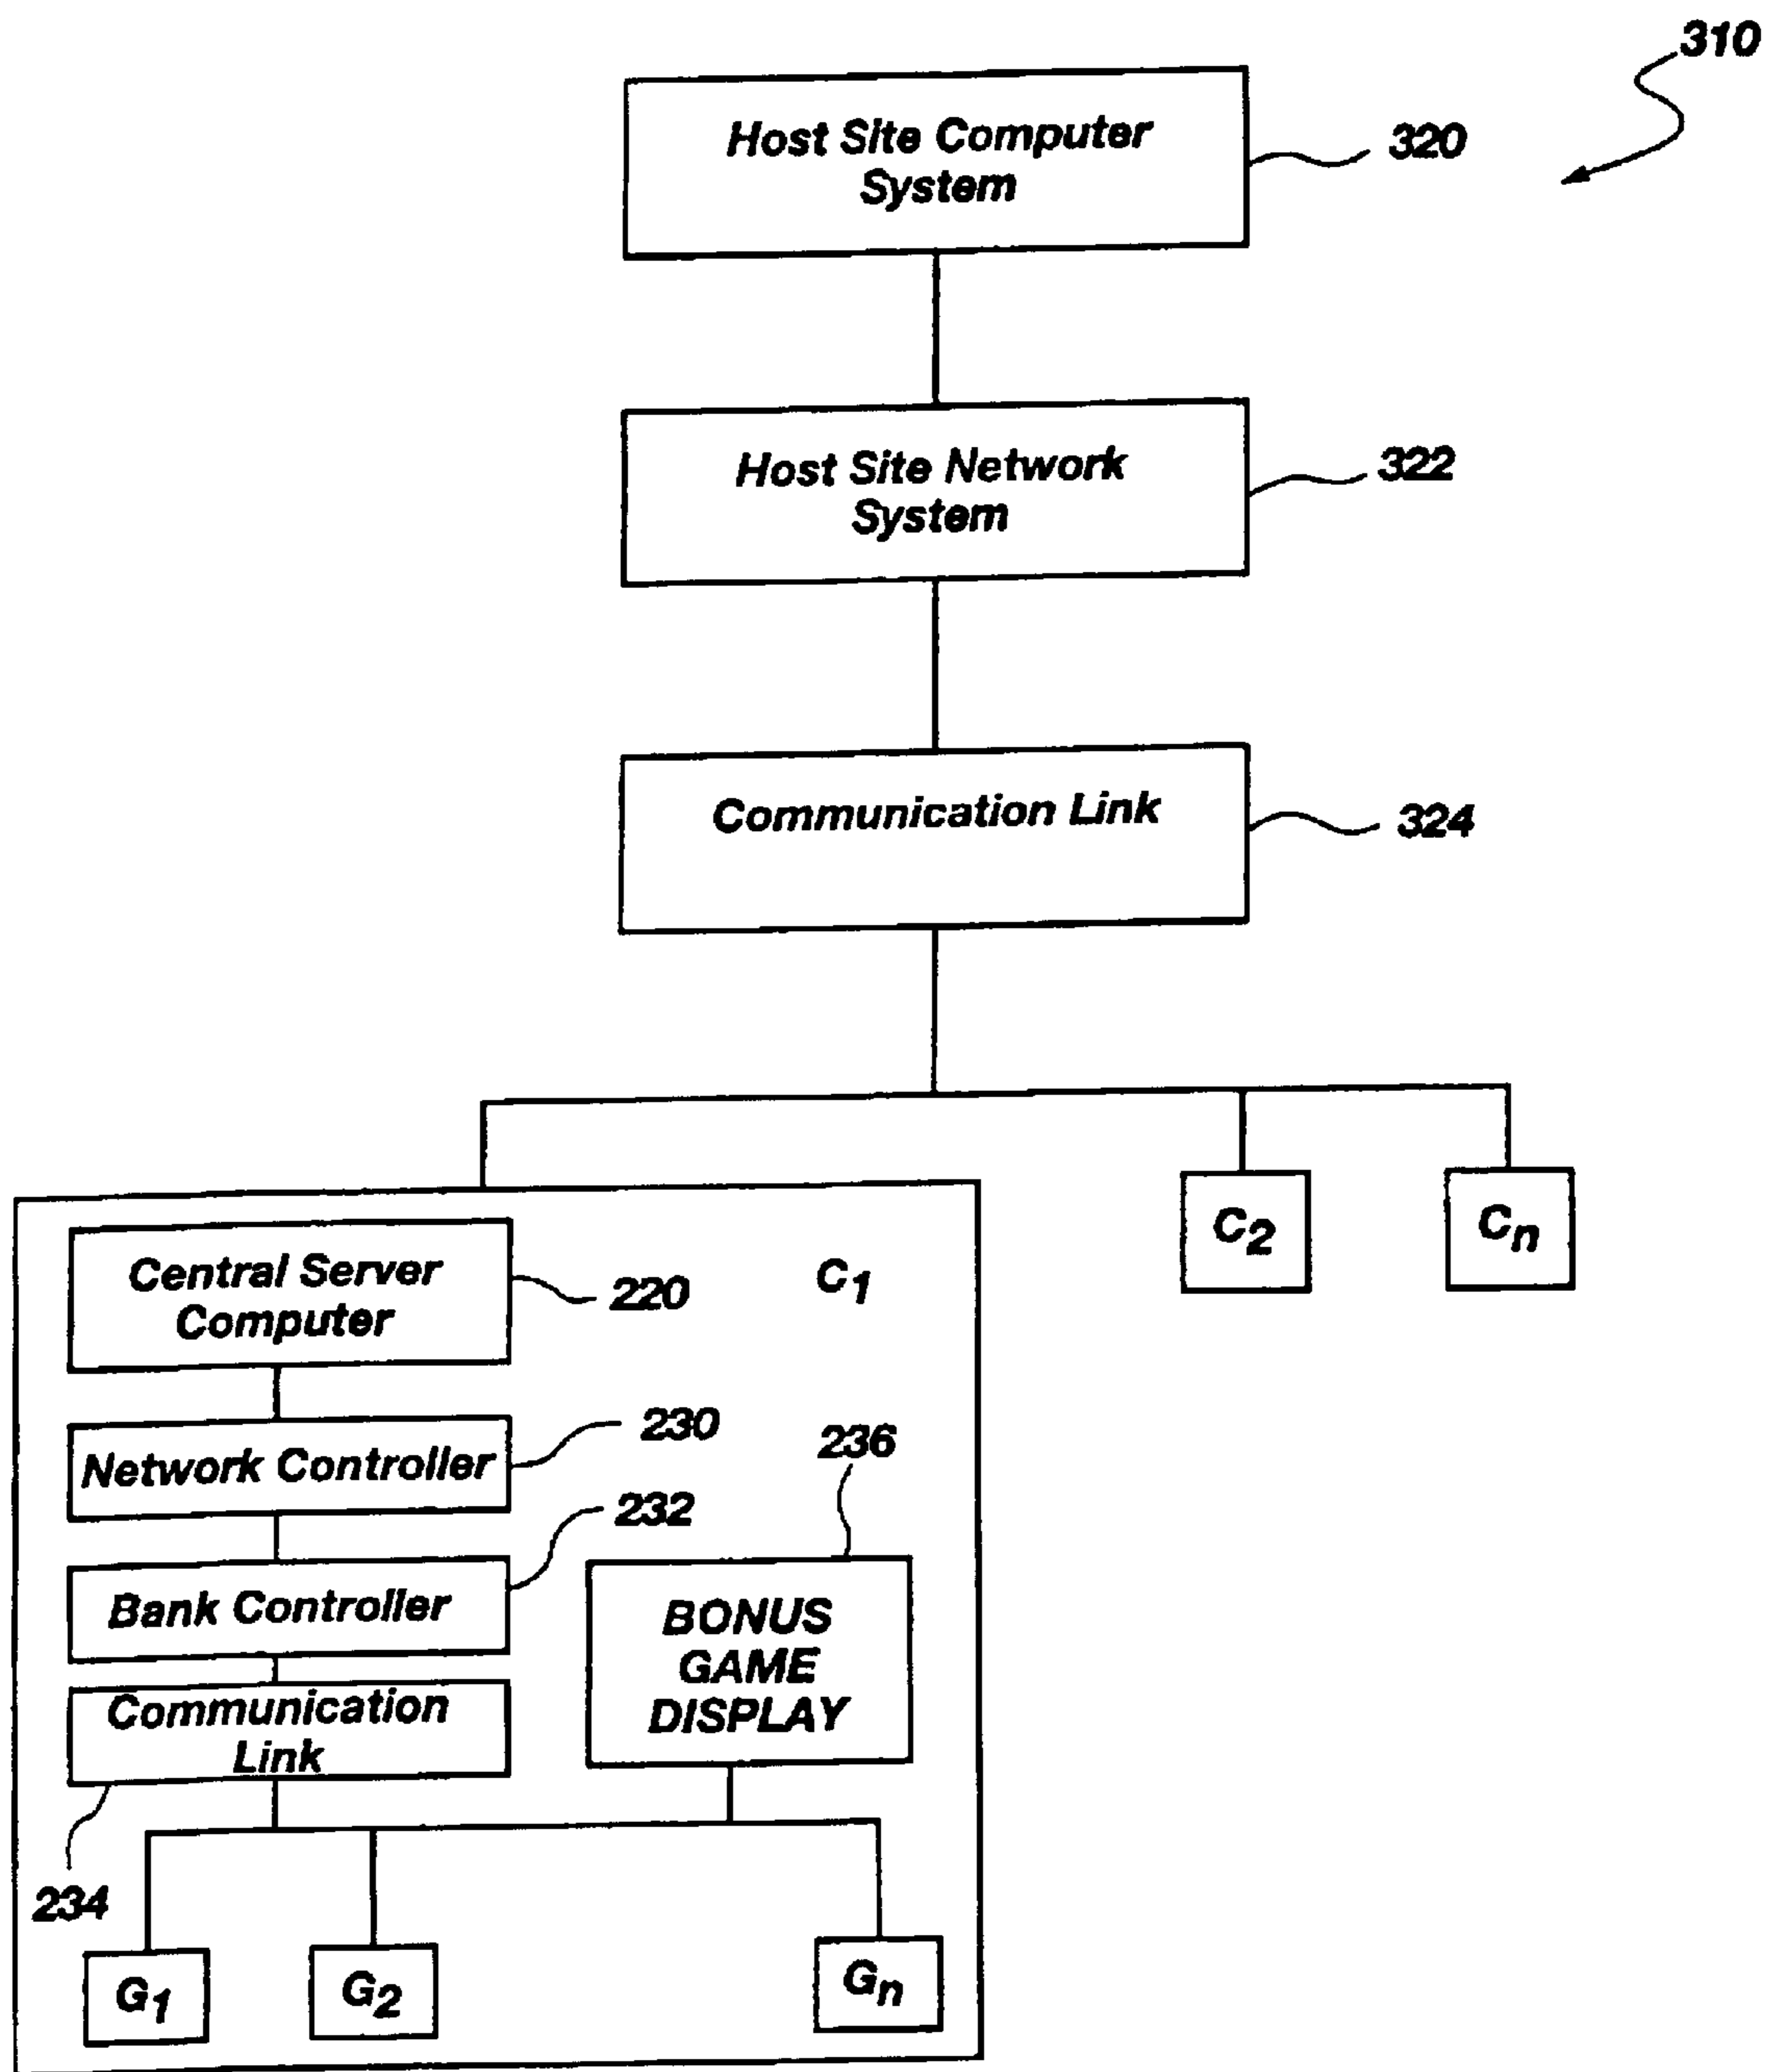 310
Host Site Computer
System
320
Host Site Network
System
322
Communication Link
324
Central Server
Computer
220
C1
C2
Cn
Network Controller
230
236
Bank Controller
232
BONUS
GAME
DISPLAY
Communication
Link
234
G1
G2
Gn